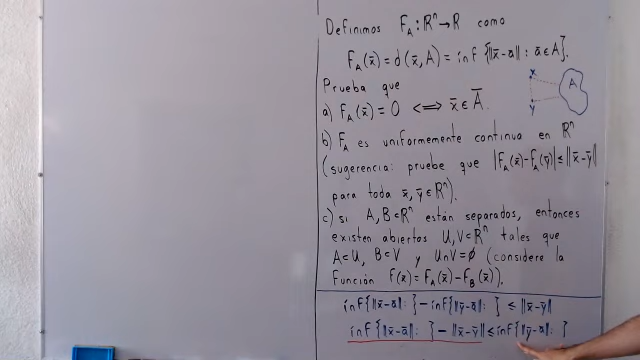 Definimos F_A : ℝⁿ → ℝ como
F_A(x̄) = d(x̄, A) = inf {‖x̄-ā‖ : ā ∈ A}.
Prueba que
a) F_A(x̄) = 0 ⟺ x̄ ∈ Ā.
x
A
y
b) F_A es uniformemente continua en ℝⁿ
(sugerencia: pruebe que |F_A(x̄) - F_A(ȳ)| ≤ ‖x̄-ȳ‖
para toda x̄, ȳ ∈ ℝⁿ).
c) si A, B ⊂ ℝⁿ están separados, entonces
existen abiertos U, V ⊂ ℝⁿ tales que
A ⊂ U, B ⊂ V y U∩V = ∅ (considere la
función f(x̄) = F_A(x̄) - F_B(x̄)).
inf {‖x̄-ā‖: } - inf {‖ȳ-ā‖: } ≤ ‖x̄-ȳ‖
inf {‖x̄-ā‖: } - ‖x̄-ȳ‖ ≤ inf {‖ȳ-ā‖: }